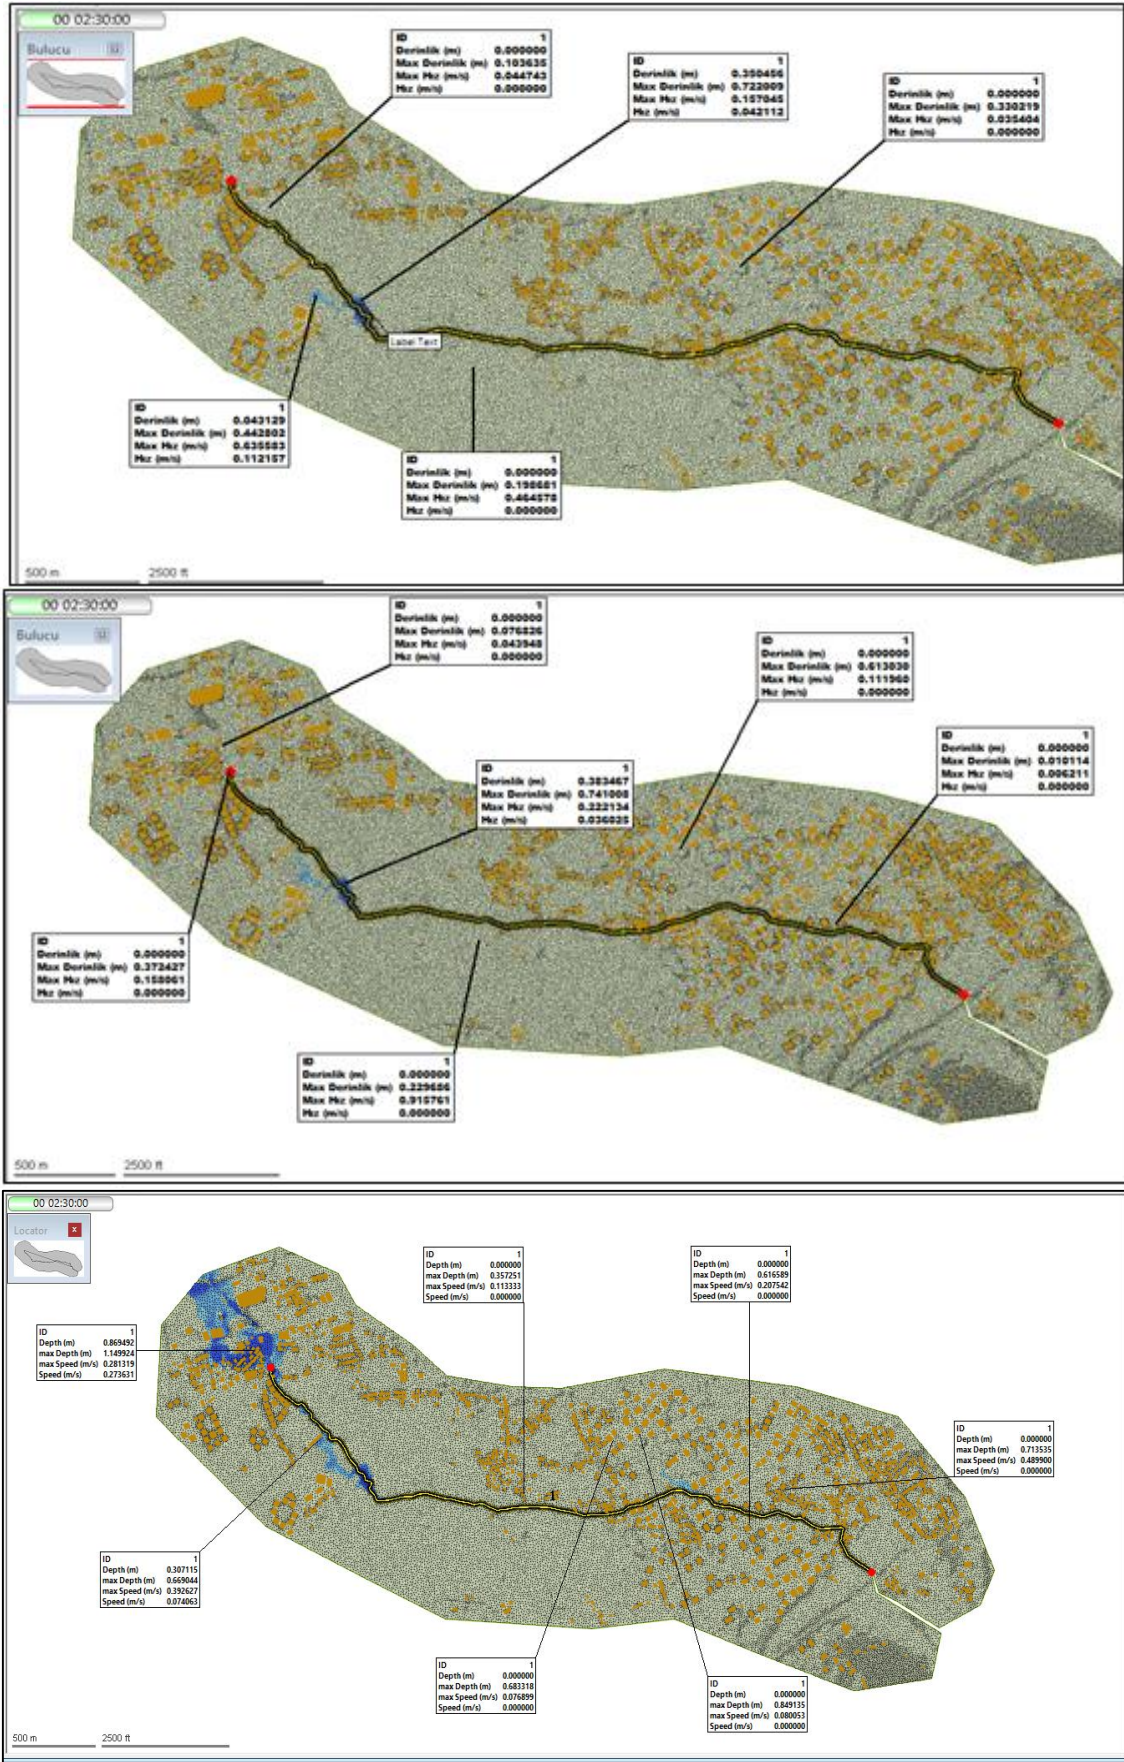 00 02:30:00
Bulucu
ID 1
Derinlik (m) 0.000000
Max Derinlik (m) 0.103635
Max Hız (m/s) 0.044743
Hız (m/s) 0.000000
ID 1
Derinlik (m) 0.350456
Max Derinlik (m) 0.722009
Max Hız (m/s) 0.157045
Hız (m/s) 0.042112
ID 1
Derinlik (m) 0.000000
Max Derinlik (m) 0.330219
Max Hız (m/s) 0.035404
Hız (m/s) 0.000000
Label Text
ID 1
Derinlik (m) 0.043129
Max Derinlik (m) 0.442802
Max Hız (m/s) 0.635583
Hız (m/s) 0.112157
ID 1
Derinlik (m) 0.000000
Max Derinlik (m) 0.198681
Max Hız (m/s) 0.464578
Hız (m/s) 0.000000
500 m 2500 ft
00 02:30:00
Bulucu
ID 1
Derinlik (m) 0.000000
Max Derinlik (m) 0.076826
Max Hız (m/s) 0.043948
Hız (m/s) 0.000000
ID 1
Derinlik (m) 0.000000
Max Derinlik (m) 0.613030
Max Hız (m/s) 0.111960
Hız (m/s) 0.000000
ID 1
Derinlik (m) 0.000000
Max Derinlik (m) 0.010114
Max Hız (m/s) 0.006211
Hız (m/s) 0.000000
ID 1
Derinlik (m) 0.383467
Max Derinlik (m) 0.741008
Max Hız (m/s) 0.222134
Hız (m/s) 0.036025
ID 1
Derinlik (m) 0.000000
Max Derinlik (m) 0.372427
Max Hız (m/s) 0.158061
Hız (m/s) 0.000000
ID 1
Derinlik (m) 0.000000
Max Derinlik (m) 0.229686
Max Hız (m/s) 0.915761
Hız (m/s) 0.000000
500 m 2500 ft
00 02:30:00
Locator x
ID 1
Depth (m) 0.000000
max Depth (m) 0.357251
max Speed (m/s) 0.113333
Speed (m/s) 0.000000
ID 1
Depth (m) 0.000000
max Depth (m) 0.616589
max Speed (m/s) 0.207542
Speed (m/s) 0.000000
ID 1
Depth (m) 0.869492
max Depth (m) 1.149924
max Speed (m/s) 0.281319
Speed (m/s) 0.273631
ID 1
Depth (m) 0.000000
max Depth (m) 0.713535
max Speed (m/s) 0.489900
Speed (m/s) 0.000000
1
ID 1
Depth (m) 0.307115
max Depth (m) 0.669044
max Speed (m/s) 0.392627
Speed (m/s) 0.074063
ID 1
Depth (m) 0.000000
max Depth (m) 0.683318
max Speed (m/s) 0.076899
Speed (m/s) 0.000000
ID 1
Depth (m) 0.000000
max Depth (m) 0.849135
max Speed (m/s) 0.080053
Speed (m/s) 0.000000
500 m 2500 ft